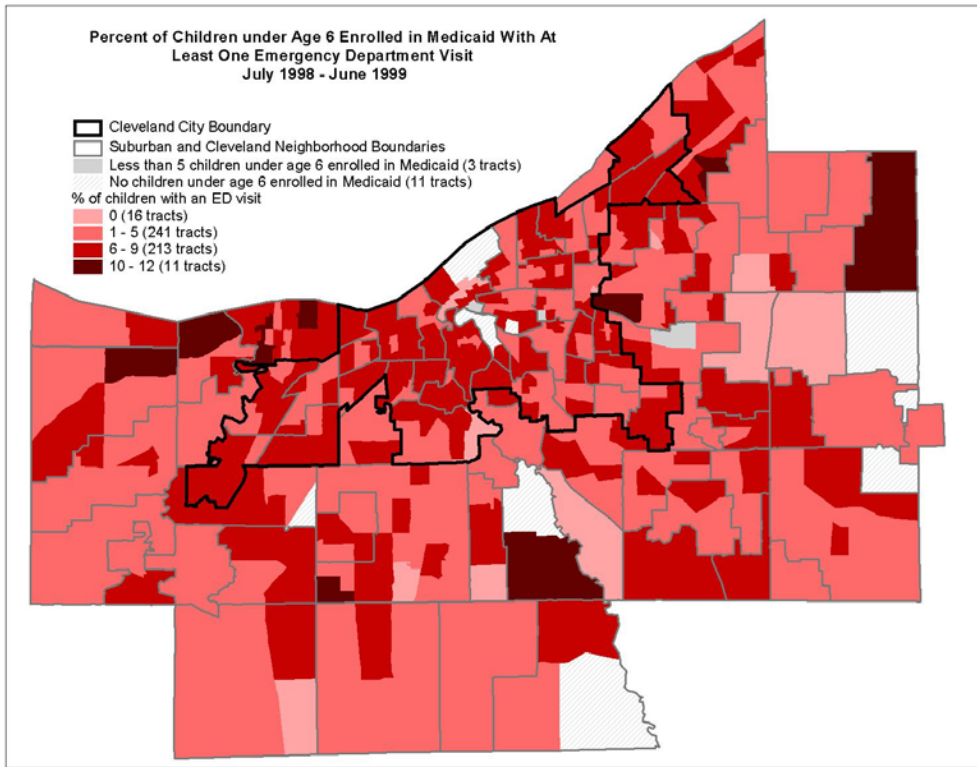 Percent of Children under Age 6 Enrolled in Medicaid With At
Least One Emergency Department Visit
July 1998 - June 1999
Cleveland City Boundary
Suburban and Cleveland Neighborhood Boundaries
Less than 5 children under age 6 enrolled in Medicaid (3 tracts)
No children under age 6 enrolled in Medicaid (11 tracts)
% of children with an ED visit
0 (16 tracts)
1 - 5 (241 tracts)
6 - 9 (213 tracts)
10 - 12 (11 tracts)